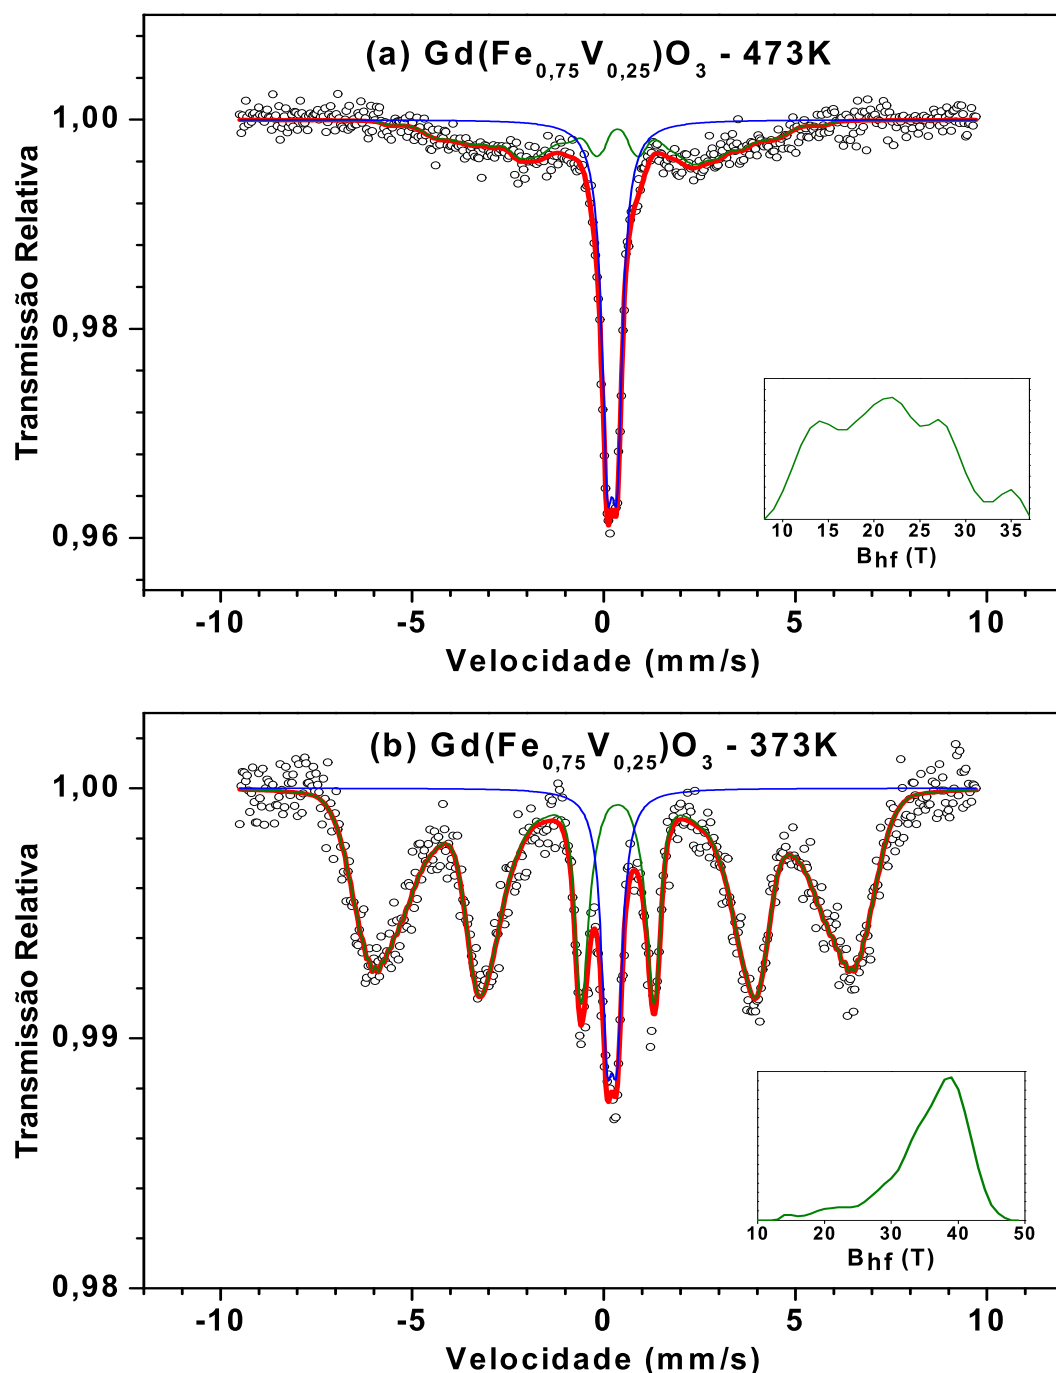 (a) Gd(Fe0,75V0,25)O3 - 473K
1,00
0,98
0,96
Transmissão Relativa
10 15 20 25 30 35
Bhf (T)
-10 -5 0 5 10
Velocidade (mm/s)
(b) Gd(Fe0,75V0,25)O3 - 373K
1,00
0,99
0,98
Transmissão Relativa
10 20 30 40 50
Bhf (T)
-10 -5 0 5 10
Velocidade (mm/s)